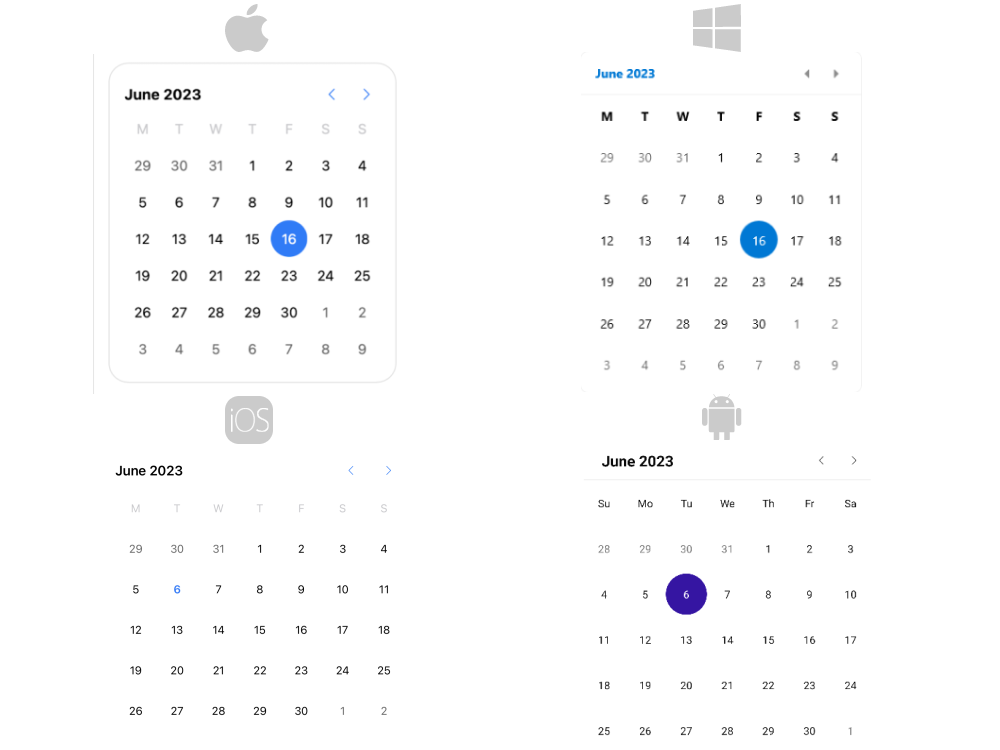 June 2023
M T W T F S S
29 30 31 1 2 3 4
5 6 7 8 9 10 11
12 13 14 15 16 17 18
19 20 21 22 23 24 25
26 27 28 29 30 1 2
3 4 5 6 7 8 9
June 2023
M T W T F S S
29 30 31 1 2 3 4
5 6 7 8 9 10 11
12 13 14 15 16 17 18
19 20 21 22 23 24 25
26 27 28 29 30 1 2
3 4 5 6 7 8 9
iOS
June 2023
M T W T F S S
29 30 31 1 2 3 4
5 6 7 8 9 10 11
12 13 14 15 16 17 18
19 20 21 22 23 24 25
26 27 28 29 30 1 2
June 2023
Su Mo Tu We Th Fr Sa
28 29 30 31 1 2 3
4 5 6 7 8 9 10
11 12 13 14 15 16 17
18 19 20 21 22 23 24
25 26 27 28 29 30 1